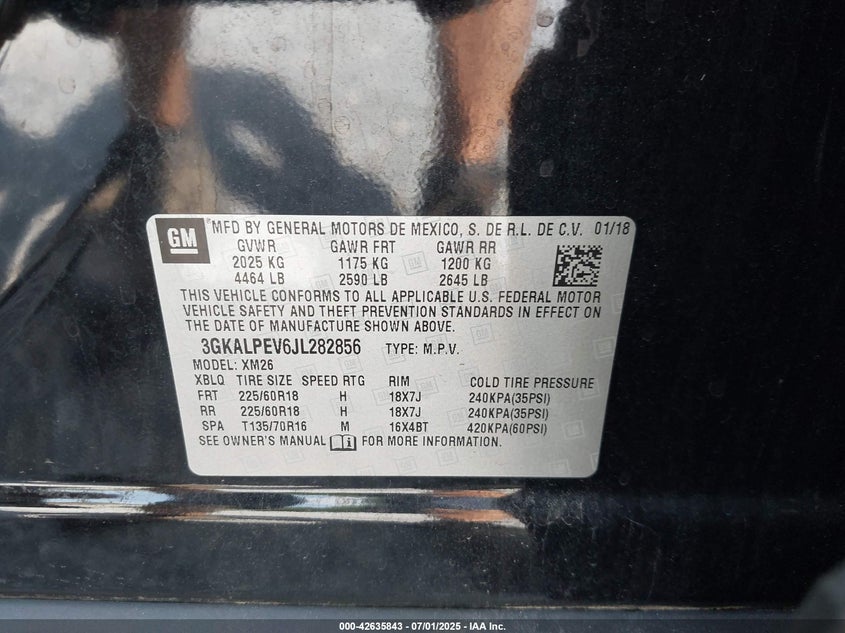 GM
MFD BY GENERAL MOTORS DE MEXICO, S. DE R.L. DE C.V. 01/18
GVWR GAWR FRT GAWR RR
2025 KG 1175 KG 1200 KG
4464 LB 2590 LB 2645 LB
THIS VEHICLE CONFORMS TO ALL APPLICABLE U.S. FEDERAL MOTOR
VEHICLE SAFETY AND THEFT PREVENTION STANDARDS IN EFFECT ON
THE DATE OF MANUFACTURE SHOWN ABOVE.
3GKALPEV6JL282856 TYPE: M.P.V.
MODEL: XM26
XBLQ TIRE SIZE SPEED RTG RIM COLD TIRE PRESSURE
FRT 225/60R18 H 18X7J 240KPA(35PSI)
RR 225/60R18 H 18X7J 240KPA(35PSI)
SPA T135/70R16 M 16X4BT 420KPA(60PSI)
SEE OWNER'S MANUAL FOR MORE INFORMATION.
000-42635843 - 07/01/2025 - IAA Inc.